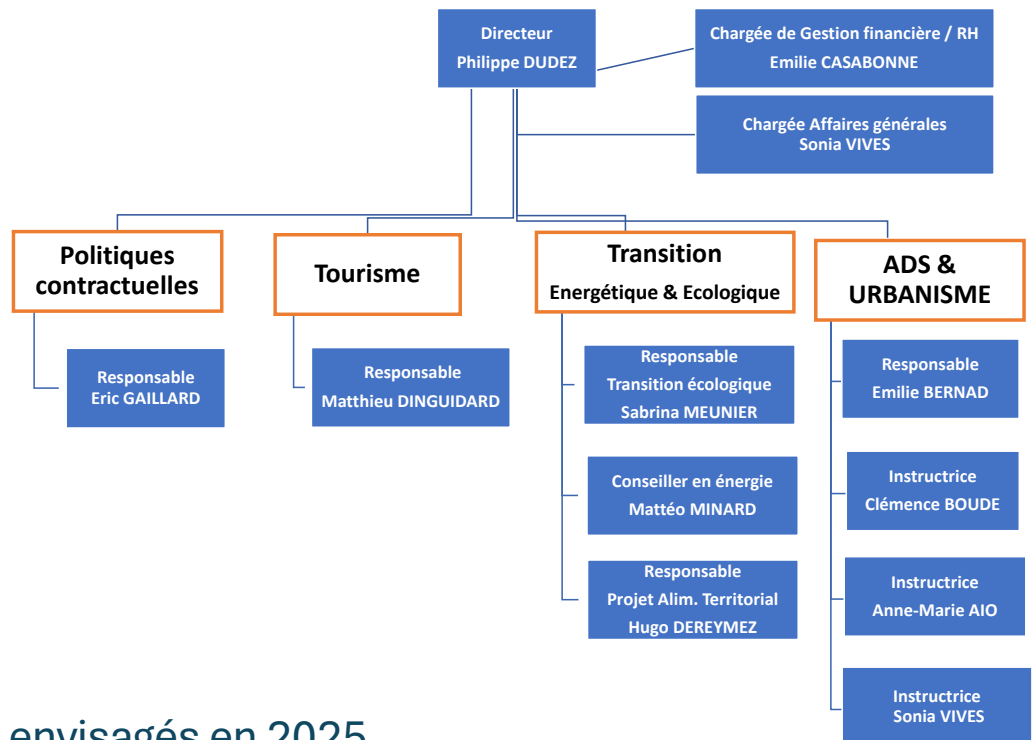 Directeur
Philippe DUDEZ
Chargée de Gestion financière / RH
Emilie CASABONNE
Chargée Affaires générales
Sonia VIVES
Politiques
contractuelles
Responsable
Eric GAILLARD
Tourisme
Responsable
Matthieu DINGUIDARD
Transition
Energétique & Ecologique
Responsable
Transition écologique
Sabrina MEUNIER
Conseiller en énergie
Mattéo MINARD
Responsable
Projet Alim. Territorial
Hugo DEREYMEZ
ADS &
URBANISME
Responsable
Emilie BERNAD
Instructrice
Clémence BOUDE
Instructrice
Anne-Marie AIO
Instructrice
Sonia VIVES
envisagés en 2025